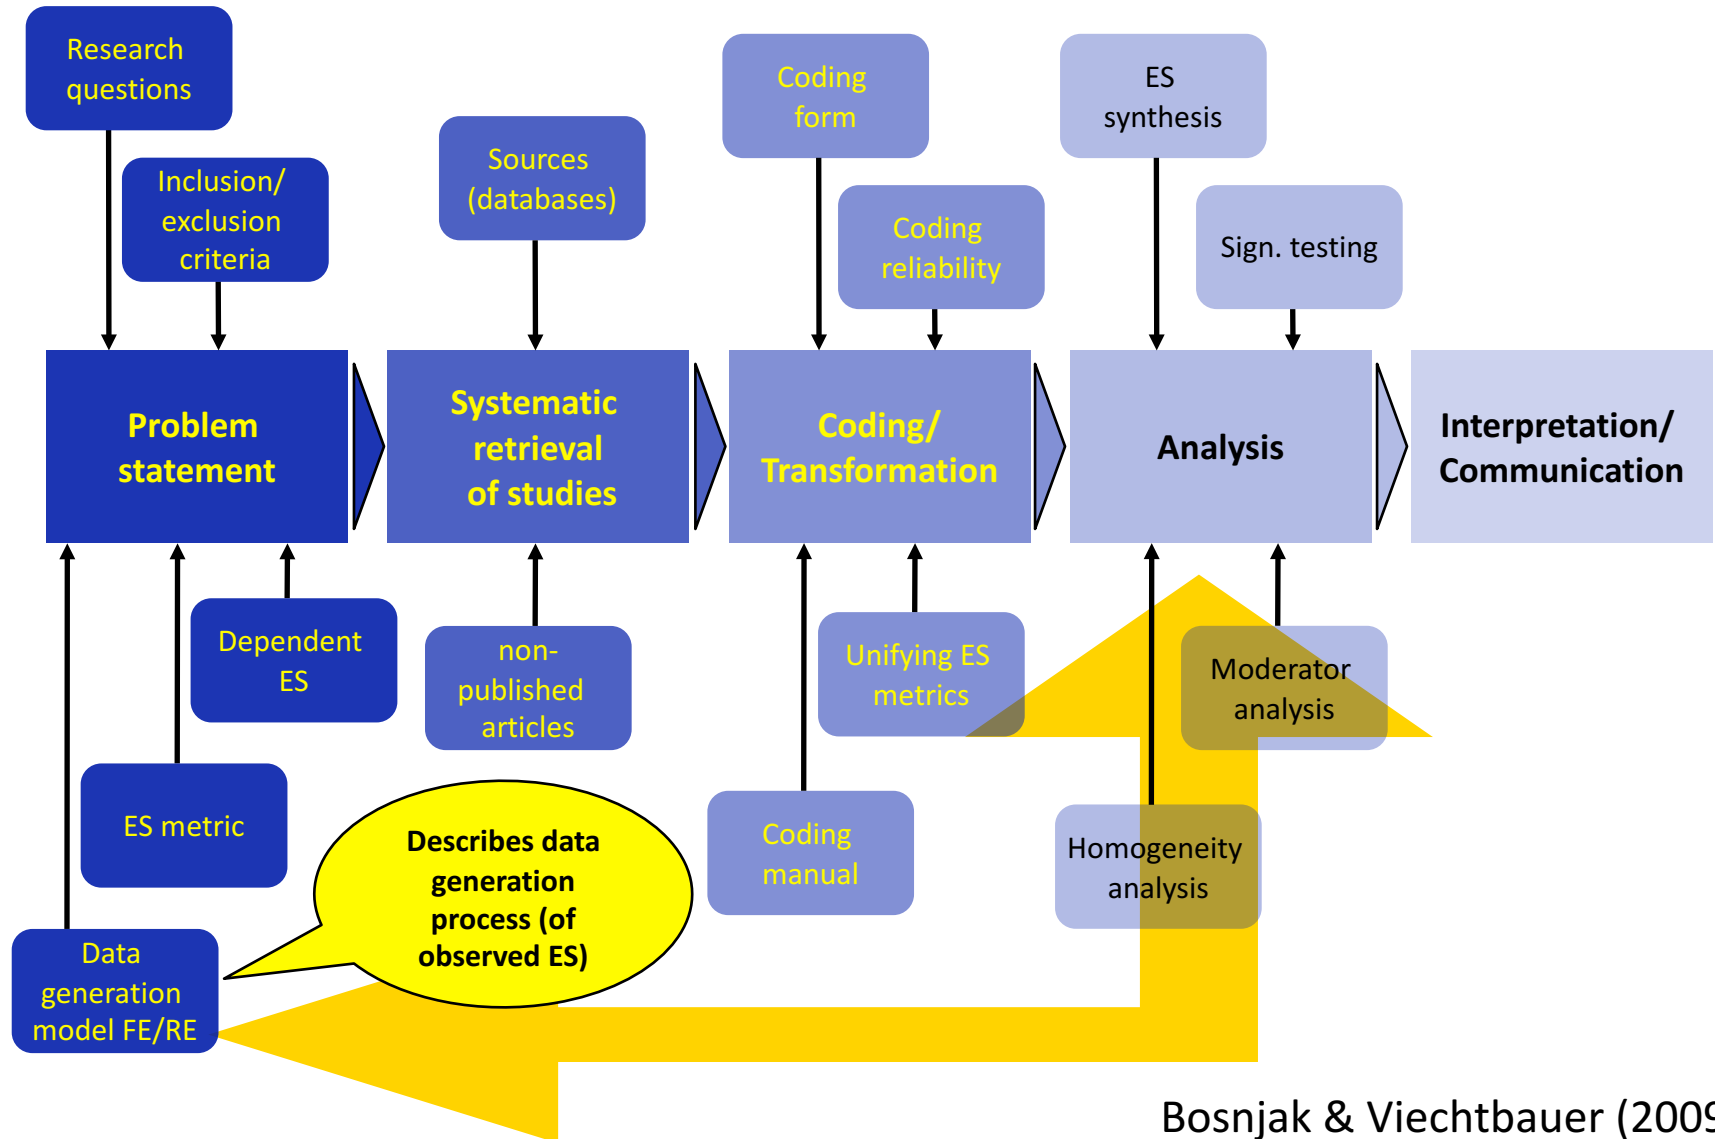 Research
questions
Inclusion/
exclusion
criteria
Sources
(databases)
Coding
form
Coding
reliability
ES
synthesis
Sign. testing
Problem
statement
Systematic
retrieval
of studies
Coding/
Transformation
Analysis
Interpretation/
Communication
Dependent
ES
ES metric
Data
generation
model FE/RE
non-
published
articles
Unifying ES
metrics
Coding
manual
Moderator
analysis
Homogeneity
analysis
Describes data
generation
process (of
observed ES)
Bosnjak & Viechtbauer (2009